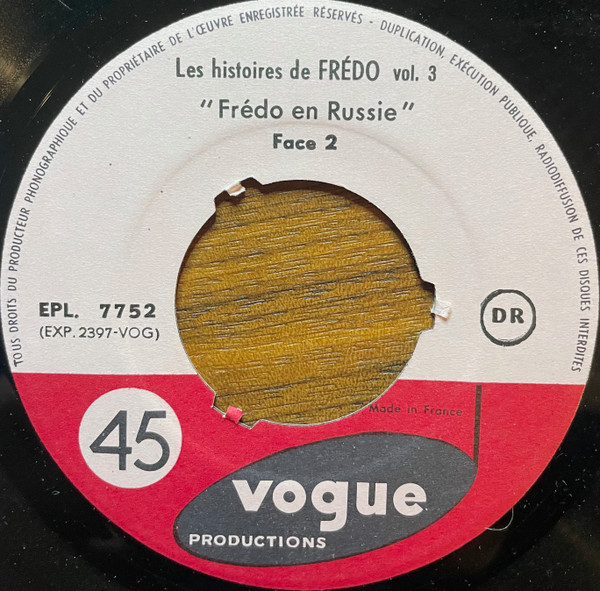 TOUS DROITS DU PRODUCTEUR PHONOGRAPHIQUE ET DU PROPRIÉTAIRE DE L'ŒUVRE ENREGISTRÉE RÉSERVÉS - DUPLICATION, EXÉCUTION PUBLIQUE, RADIODIFFUSION DE CES DISQUES INTERDITES
Les histoires de FRÉDO vol. 3
"Frédo en Russie"
Face 2
EPL. 7752
(EXP. 2397-VOG)
DR
Made in France
45
vogue
PRODUCTIONS